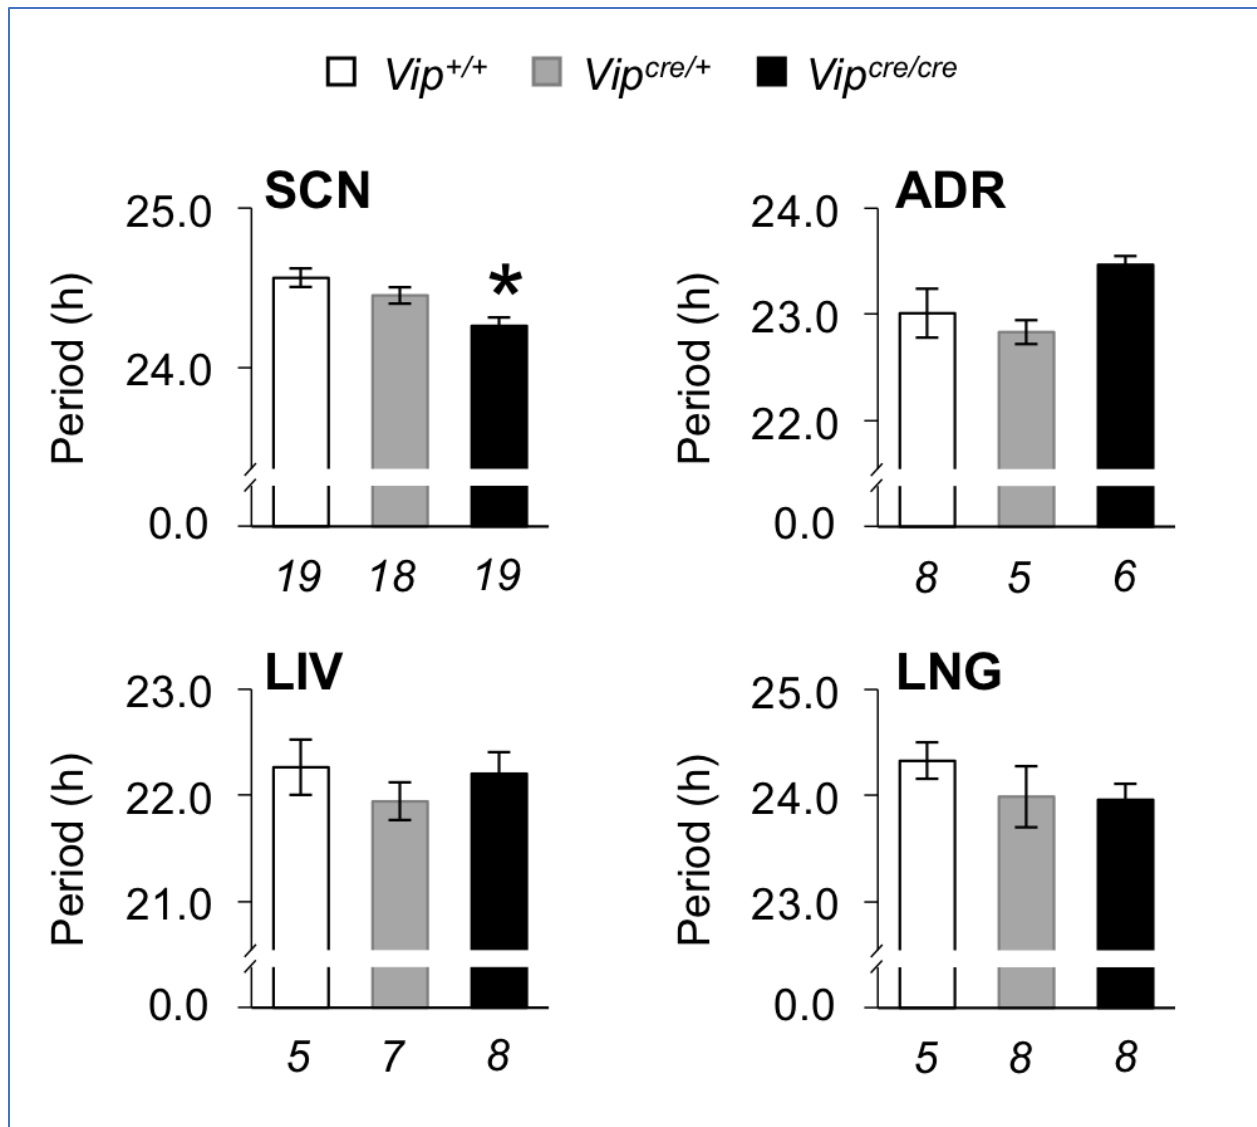 Vip+/+ Vipcre/+ Vipcre/cre
SCN
25.0
24.0
0.0
Period (h)
19 18 19
ADR
24.0
23.0
22.0
0.0
Period (h)
8 5 6
*
LIV
23.0
22.0
21.0
0.0
Period (h)
5 7 8
LNG
25.0
24.0
23.0
0.0
Period (h)
5 8 8